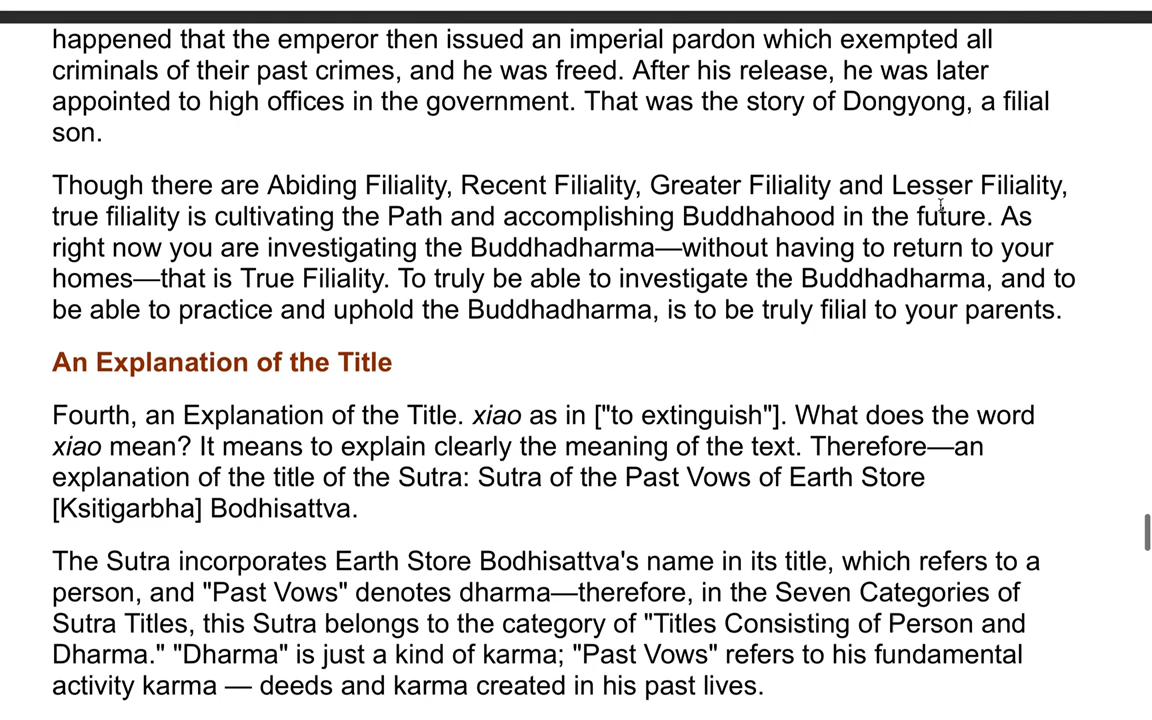 happened that the emperor then issued an imperial pardon which exempted all
criminals of their past crimes, and he was freed. After his release, he was later
appointed to high offices in the government. That was the story of Dongyong, a filial
son.
Though there are Abiding Filiality, Recent Filiality, Greater Filiality and Lesser Filiality,
true filiality is cultivating the Path and accomplishing Buddhahood in the future. As
right now you are investigating the Buddhadharma—without having to return to your
homes—that is True Filiality. To truly be able to investigate the Buddhadharma, and to
be able to practice and uphold the Buddhadharma, is to be truly filial to your parents.
An Explanation of the Title
Fourth, an Explanation of the Title. xiao as in ["to extinguish"]. What does the word
xiao mean? It means to explain clearly the meaning of the text. Therefore—an
explanation of the title of the Sutra: Sutra of the Past Vows of Earth Store
[Ksitigarbha] Bodhisattva.
The Sutra incorporates Earth Store Bodhisattva's name in its title, which refers to a
person, and "Past Vows" denotes dharma—therefore, in the Seven Categories of
Sutra Titles, this Sutra belongs to the category of "Titles Consisting of Person and
Dharma." "Dharma" is just a kind of karma; "Past Vows" refers to his fundamental
activity karma — deeds and karma created in his past lives.